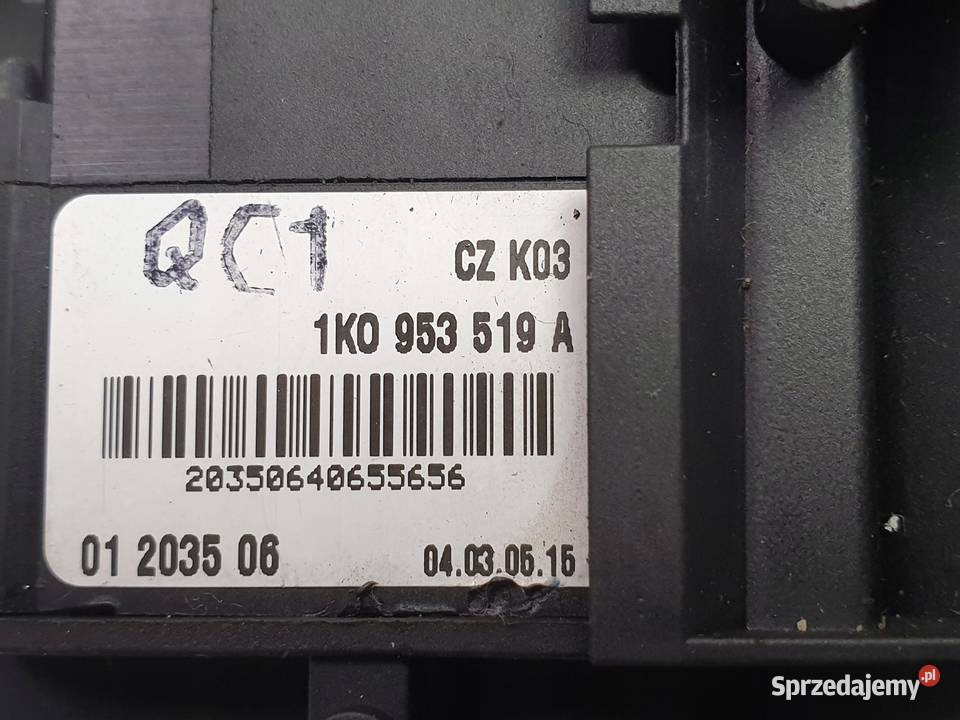 QC1
CZ K03
1K0 953 519 A
20350640655656
01 2035 06
04.03.05.15
Sprzedajemy.pl